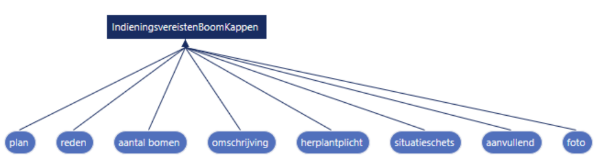 IndieningsvereistenBoomKappen
plan
reden
aantal bomen
omschrijving
herplantplicht
situatieschets
aanvullend
foto